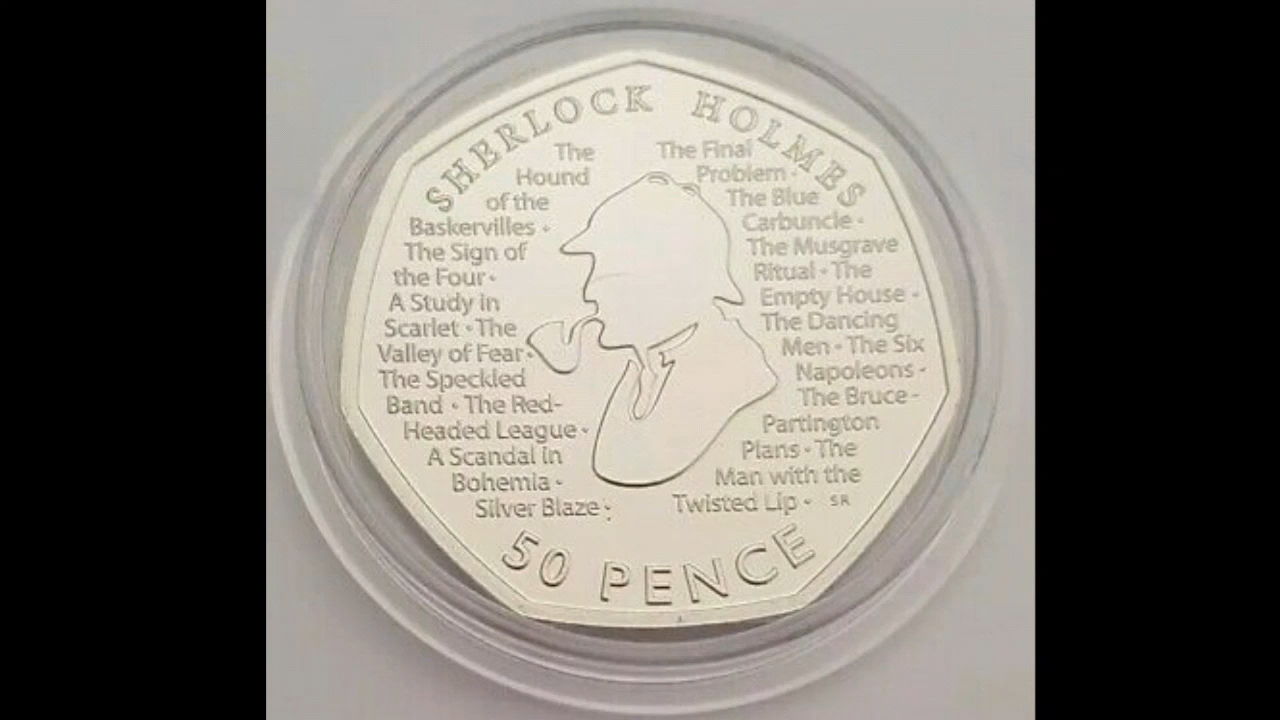 SHERLOCK HOLMES
The
Hound
of the
Baskervilles •
The Sign of
the Four •
A Study in
Scarlet • The
Valley of Fear •
The Speckled
Band • The Red-
Headed League •
A Scandal in
Bohemia •
Silver Blaze •
The Final
Problem •
The Blue
Carbuncle •
The Musgrave
Ritual • The
Empty House •
The Dancing
Men • The Six
Napoleons •
The Bruce-
Partington
Plans • The
Man with the
Twisted Lip • SR
50 PENCE